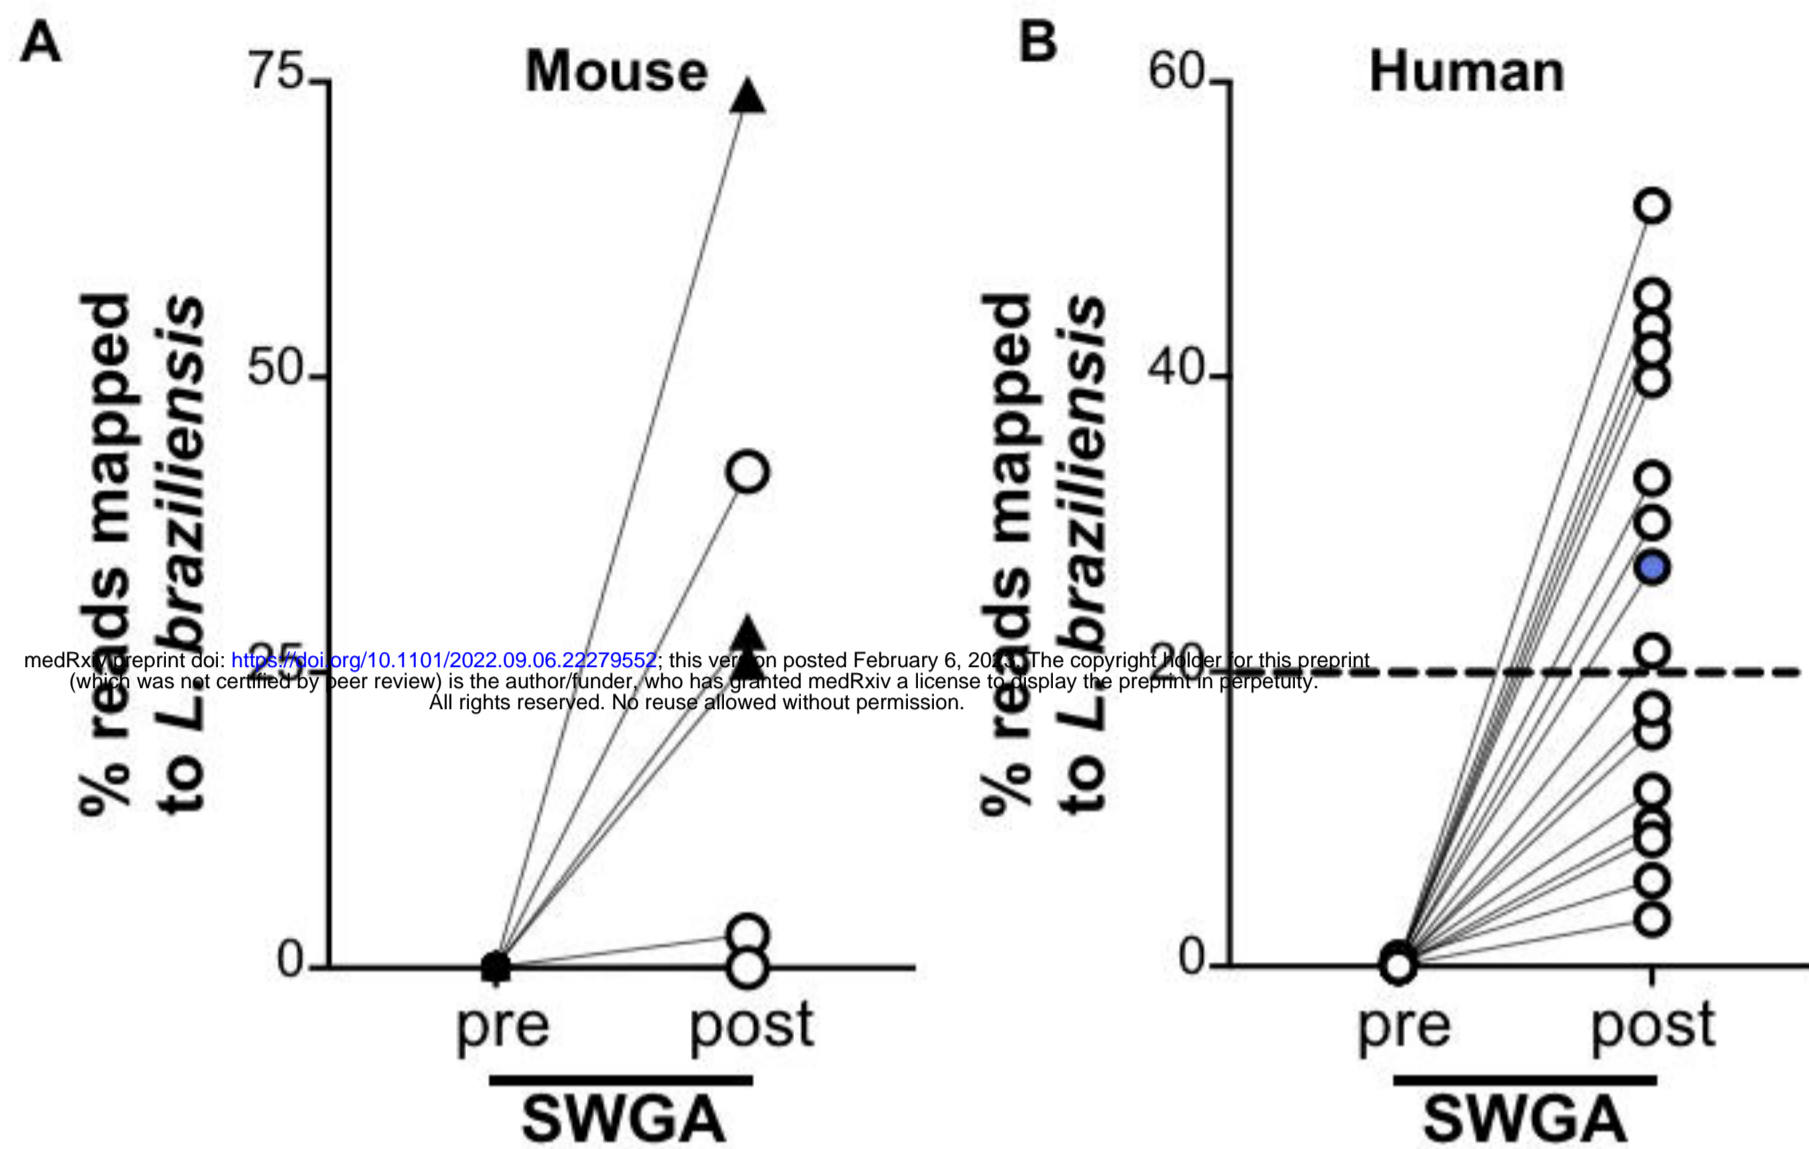 A
Mouse
75
50
25
0
% reads mapped
to L. braziliensis
pre
post
SWGA
B
Human
60
40
20
0
% reads mapped
to L. braziliensis
pre
post
SWGA
medRxiv preprint doi: https://doi.org/10.1101/2022.09.06.22279552; this version posted February 6, 2023. The copyright holder for this preprint
(which was not certified by peer review) is the author/funder, who has granted medRxiv a license to display the preprint in perpetuity.
All rights reserved. No reuse allowed without permission.